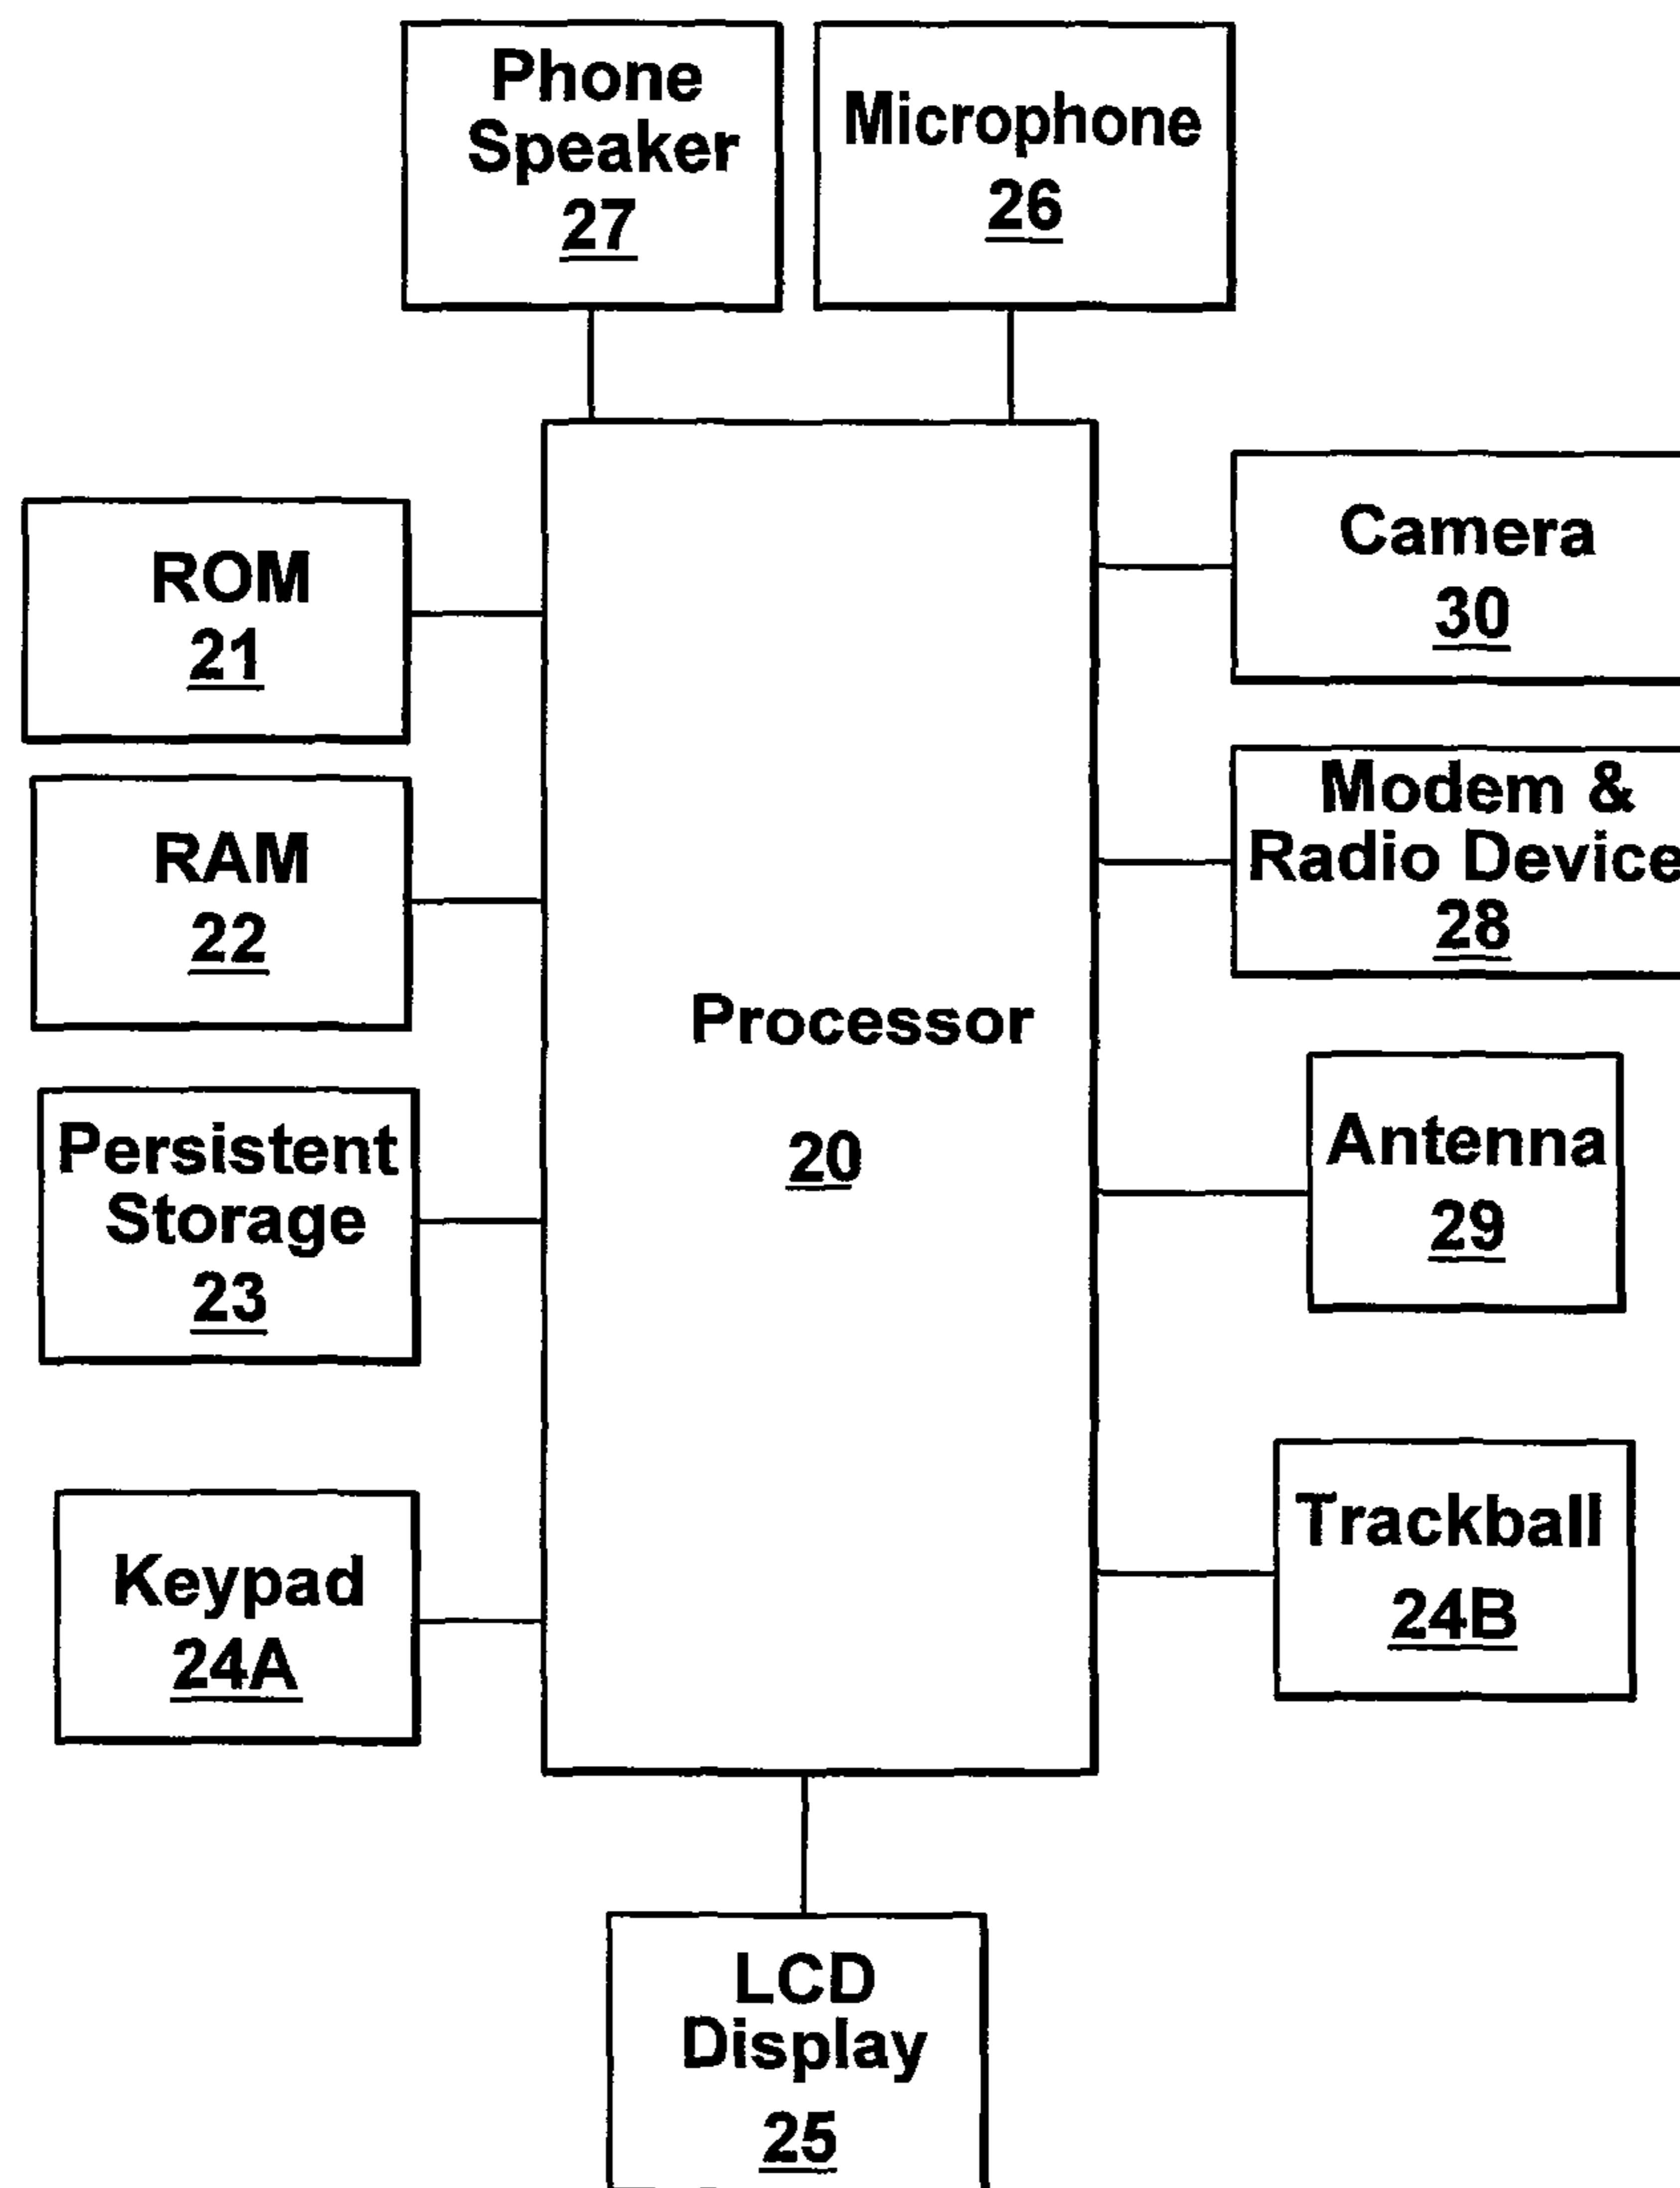 Phone
Speaker
27
Microphone
26
ROM
21
RAM
22
Persistent
Storage
23
Keypad
24A
Processor
20
Camera
30
Modem &
Radio Device
28
Antenna
29
Trackball
24B
LCD
Display
25